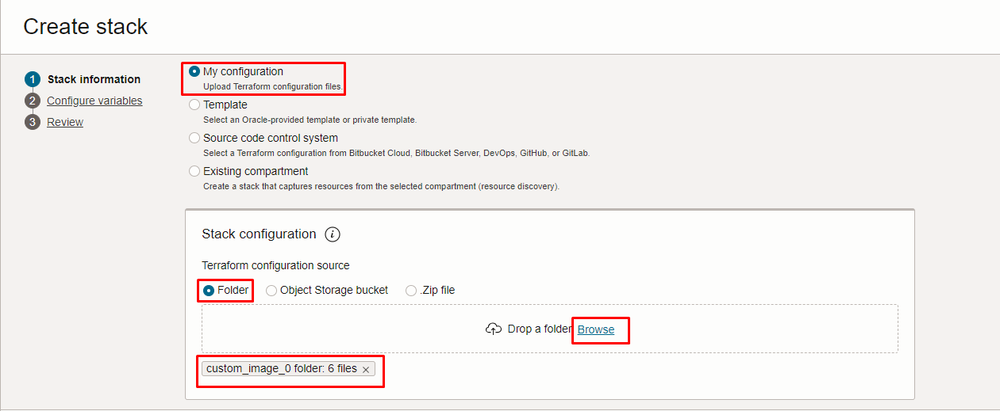 Create stack
1 Stack information
2 Configure variables
3 Review
My configuration
Upload Terraform configuration files.
Template
Select an Oracle-provided template or private template.
Source code control system
Select a Terraform configuration from Bitbucket Cloud, Bitbucket Server, DevOps, GitHub, or GitLab.
Existing compartment
Create a stack that captures resources from the selected compartment (resource discovery).
Stack configuration i
Terraform configuration source
Folder Object Storage bucket .Zip file
Drop a folder Browse
custom_image_0 folder: 6 files ×